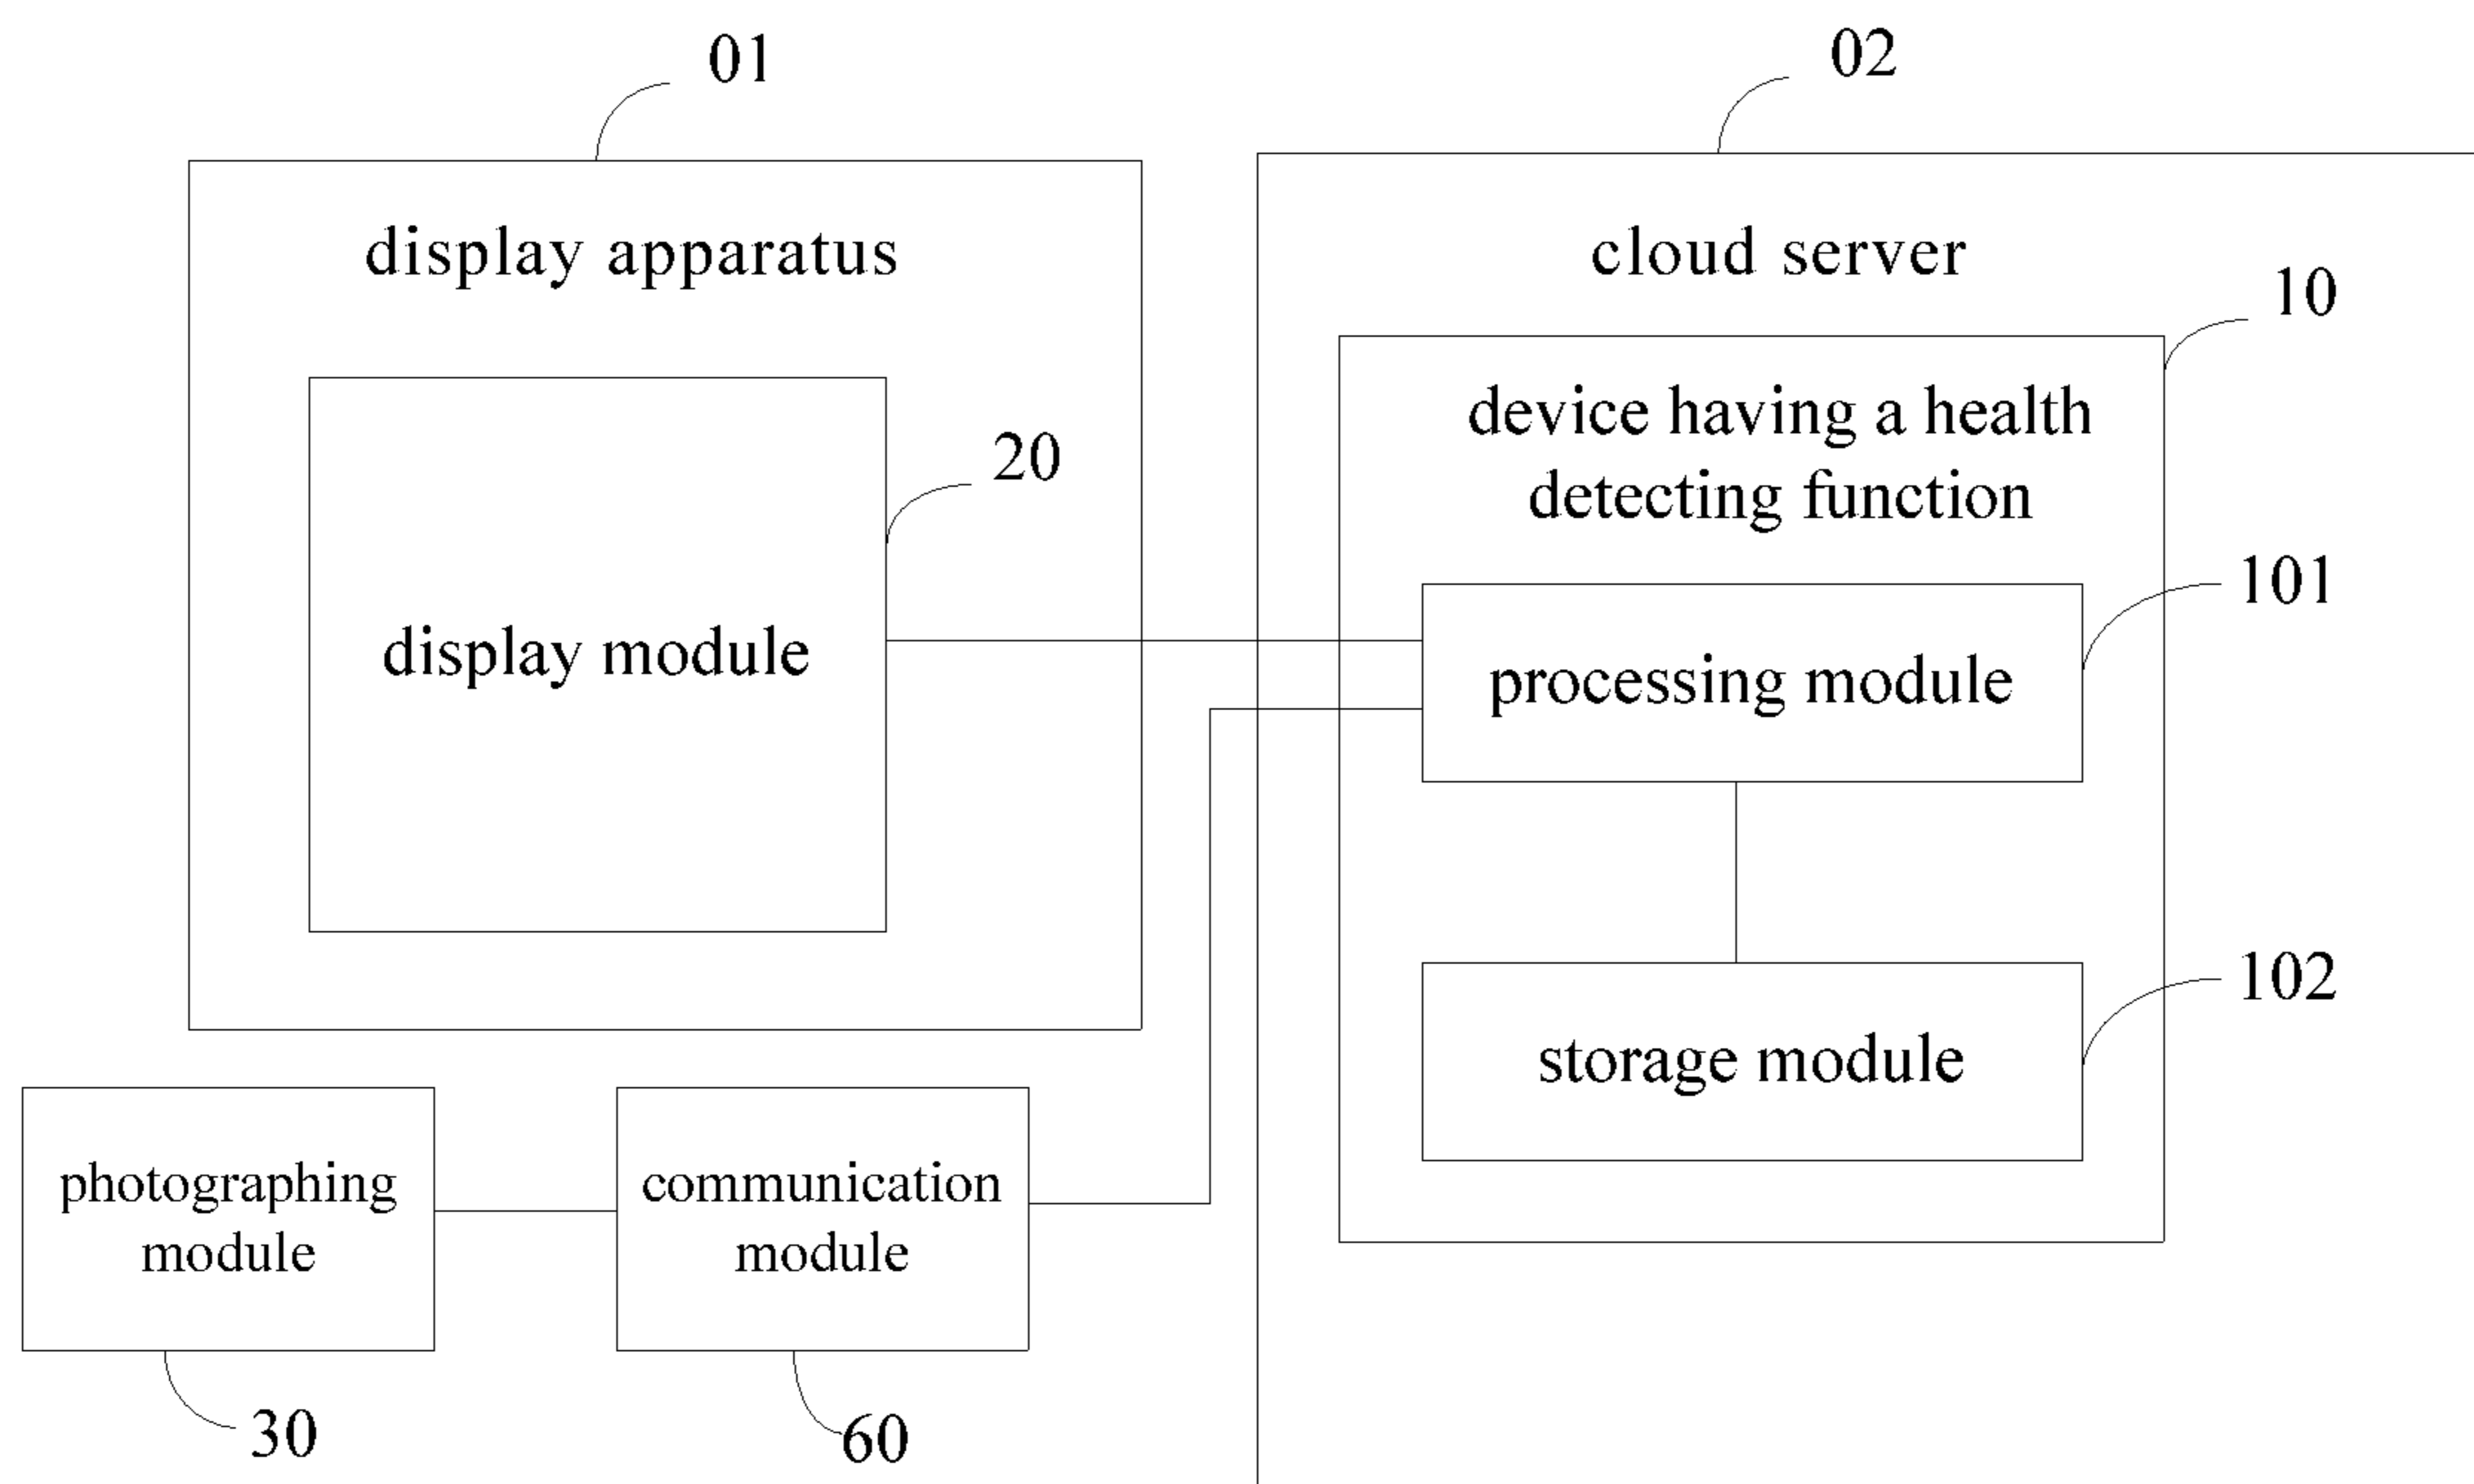 01
02
display apparatus
cloud server
10
device having a health
detecting function
20
display module
101
processing module
102
storage module
photographing
module
communication
module
30
60